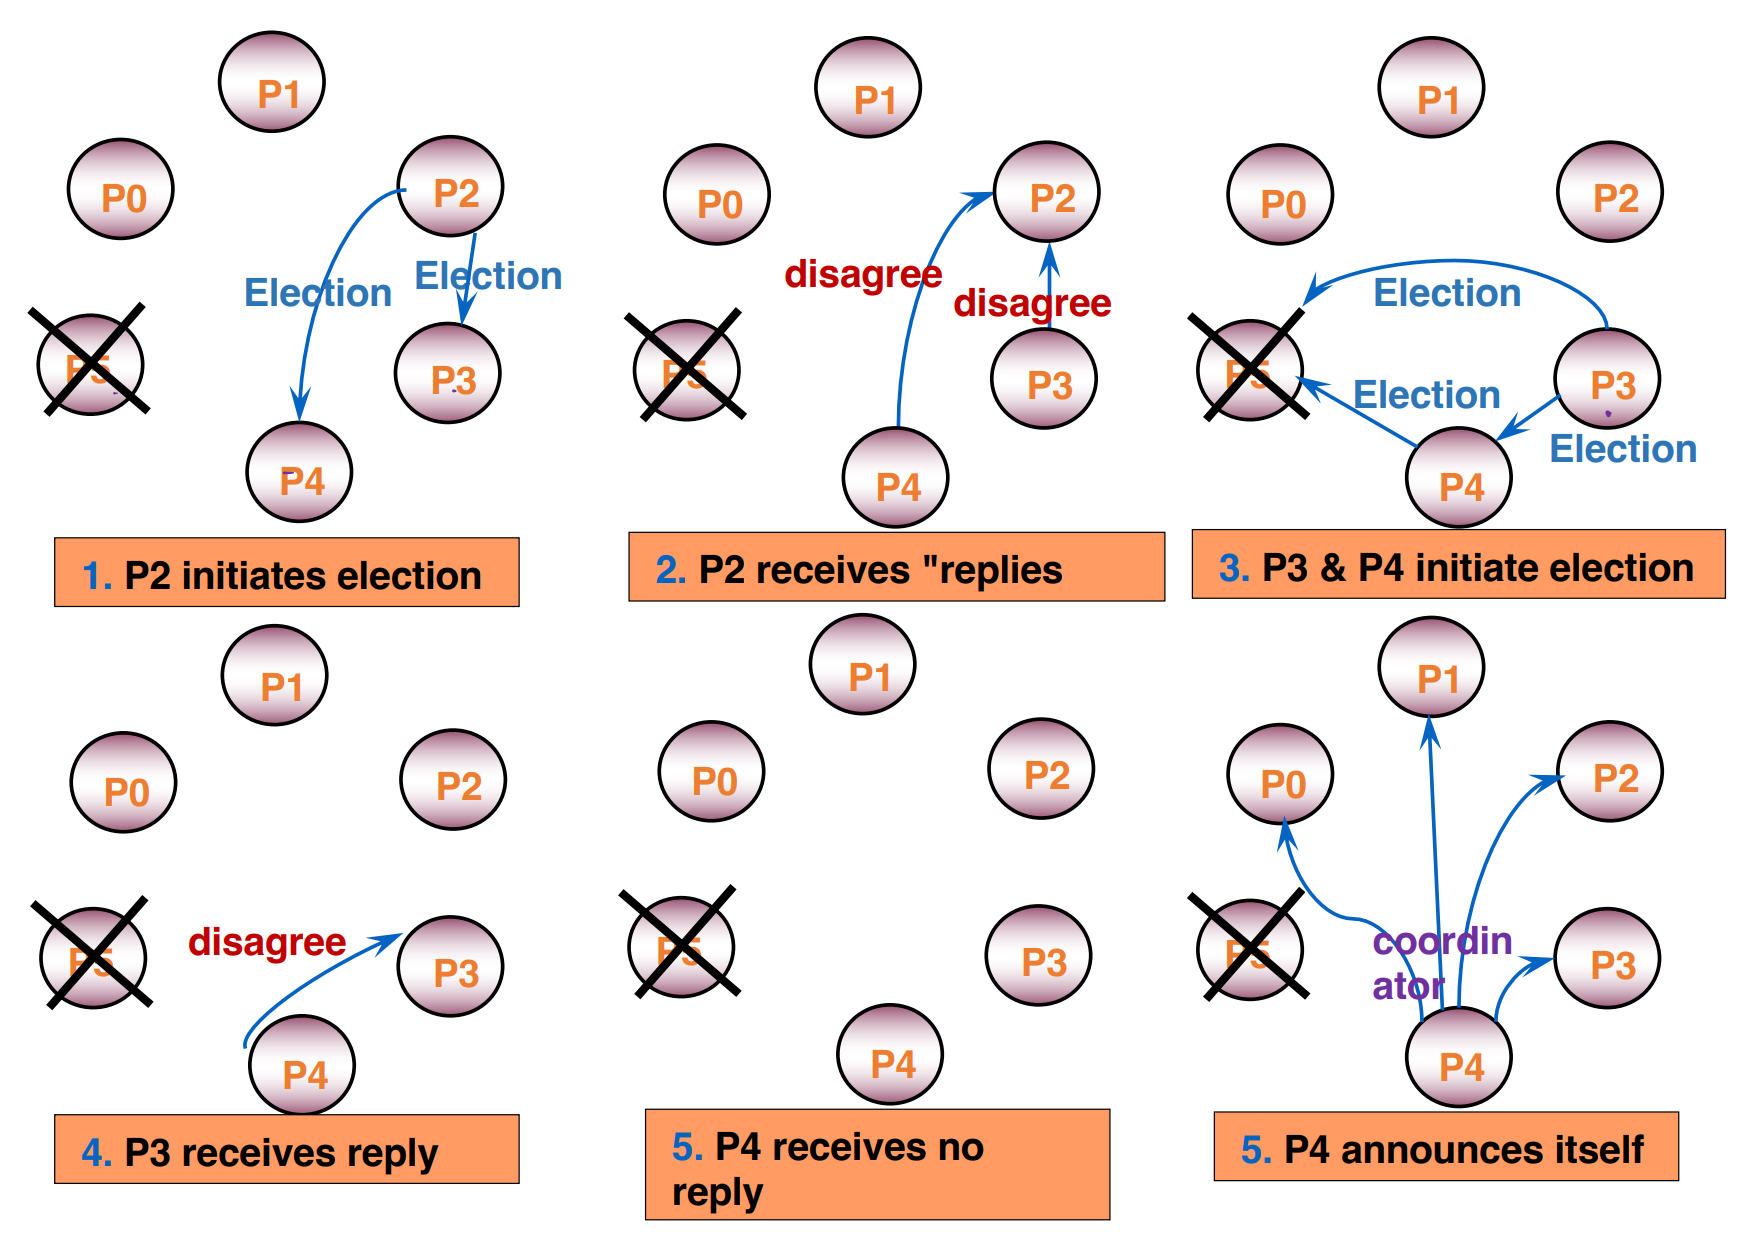 P1
P0
P2
Election
Election
P5
P3
P4
1. P2 initiates election
P1
P0
P2
disagree
disagree
P5
P3
P4
2. P2 receives "replies
P1
P0
P2
Election
P5
Election
P3
Election
P4
3. P3 & P4 initiate election
P1
P0
P2
disagree
P5
P3
P4
4. P3 receives reply
P1
P0
P2
P5
P3
P4
5. P4 receives no
reply
P1
P0
P2
coordin
ator
P5
P3
P4
5. P4 announces itself